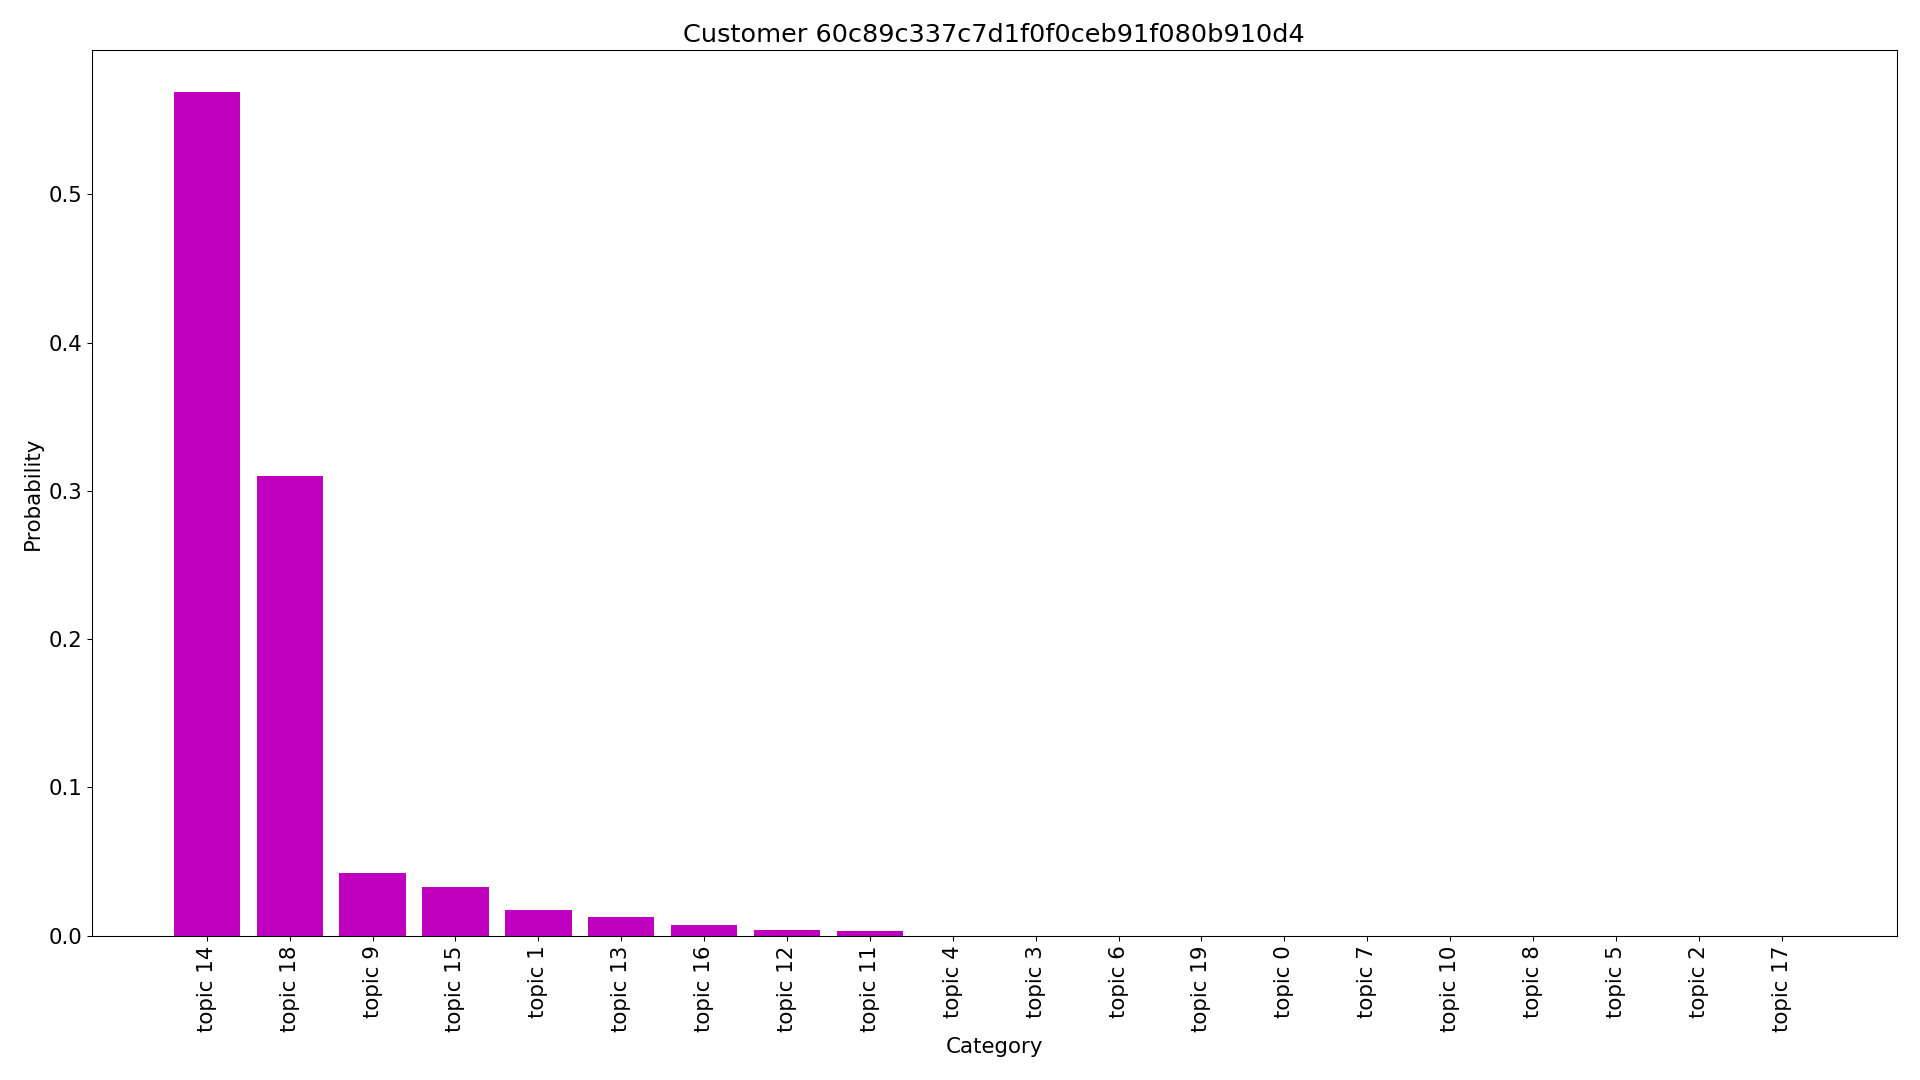 Customer 60c89c337c7d1f0f0ceb91f080b910d4
Probability
0.5
0.4
0.3
0.2
0.1
0.0
topic 14
topic 18
topic 9
topic 15
topic 1
topic 13
topic 16
topic 12
topic 11
topic 4
topic 3
topic 6
topic 19
topic 0
topic 7
topic 10
topic 8
topic 5
topic 2
topic 17
Category